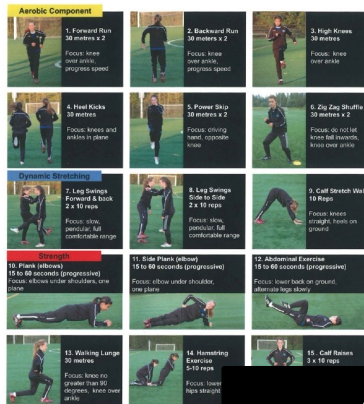 Aerobic Component
1. Forward Run
30 metres x 2
Focus: knee
over ankle,
progress speed
2. Backward Run
30 meters x 2
Focus: knee
over ankle,
progress speed
3. High Knees
30 metres
Focus: knee
over ankle
4. Heel Kicks
30 metres
Focus: knees and
ankles in plane
5. Power Skip
30 metres
Focus: driving
hand, opposite
knee
6. Zig Zag Shuffle
30 metres
Focus: do not let
knee fall inwards,
knee over ankle
Dynamic Stretching
7. Leg Swings
Forward & back
2 x 10 reps
Focus: slow,
pendular, full
comfortable range
8. Leg Swings
Side to Side
2 x 10 reps
Focus: slow,
pendular, full
comfortable range
9. Calf Stretch Wal
10 Reps
Focus: knees
straight, heels on
ground
Strength
10. Plank (elbows)
15 to 60 seconds (progressive)
Focus: elbows under shoulders, one
plane
11. Side Plank (elbow)
15 to 60 seconds (progressive)
Focus: elbow under shoulder,
one plane
12. Abdominal Exercise
15 to 60 seconds (progressive)
Focus: lower back on ground,
alternate legs slowly
13. Walking Lunge
30 metres
Focus: knee no
greater than 90
degrees, knee over
ankle
14. Hamstring
Exercise
5-10 reps
Focus: lower
hips straight
15 . Calf Raises
3 x 10 reps